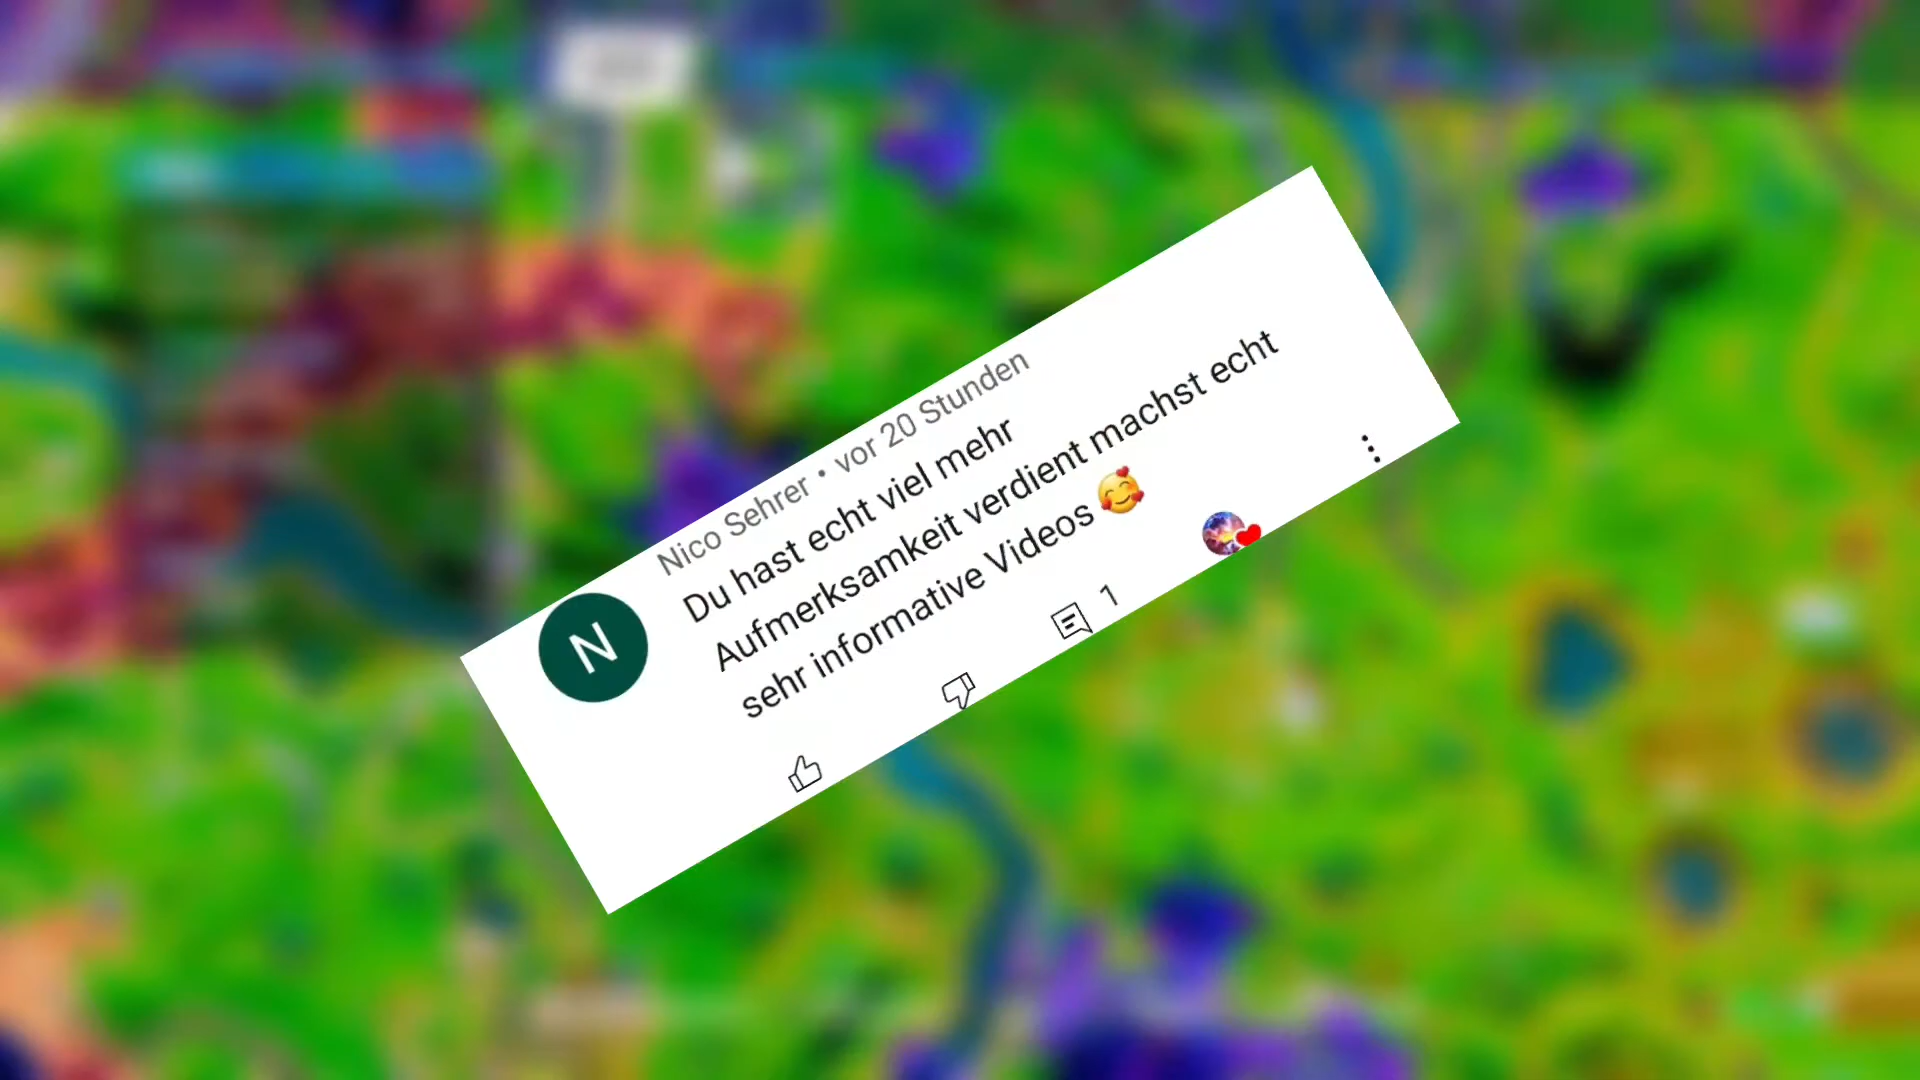 Nico Sehrer • vor 20 Stunden
Du hast echt viel mehr
Aufmerksamkeit verdient machst echt
sehr informative Videos 🥰
N
1